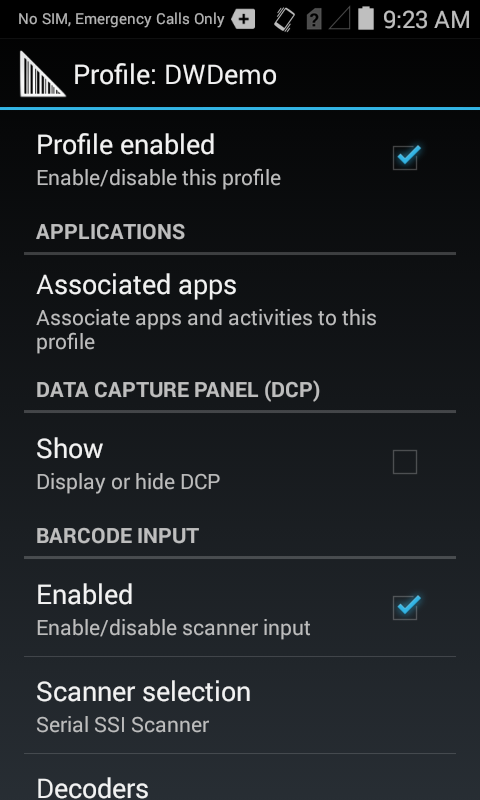 No SIM, Emergency Calls Only 9:23 AM
Profile: DWDemo
Profile enabled
Enable/disable this profile
APPLICATIONS
Associated apps
Associate apps and activities to this
profile
DATA CAPTURE PANEL (DCP)
Show
Display or hide DCP
BARCODE INPUT
Enabled
Enable/disable scanner input
Scanner selection
Serial SSI Scanner
Decoders